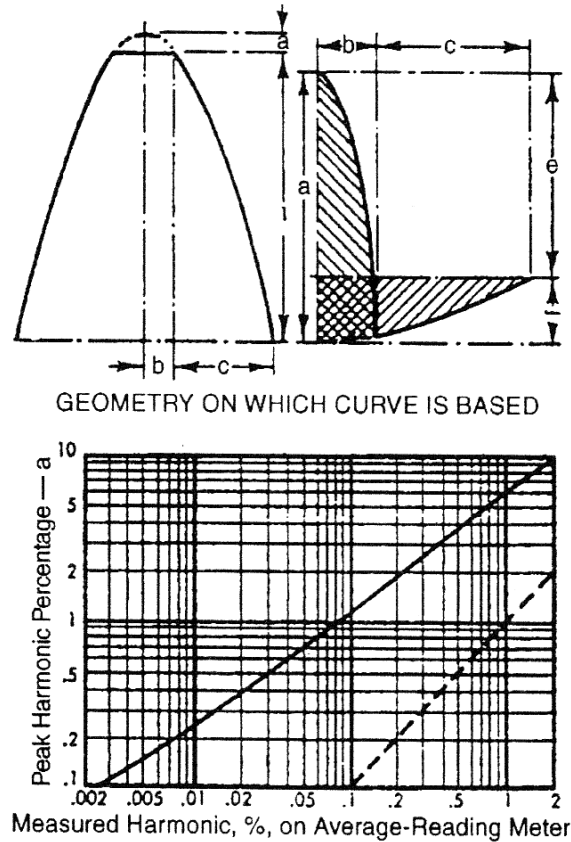 a
b
c
a
e
f
b
c
GEOMETRY ON WHICH CURVE IS BASED
Peak Harmonic Percentage — a
10
5
2
1
.5
.2
.1
.002 .005 .01 .02 .05 .1 .2 .5 1 2
Measured Harmonic, %, on Average-Reading Meter